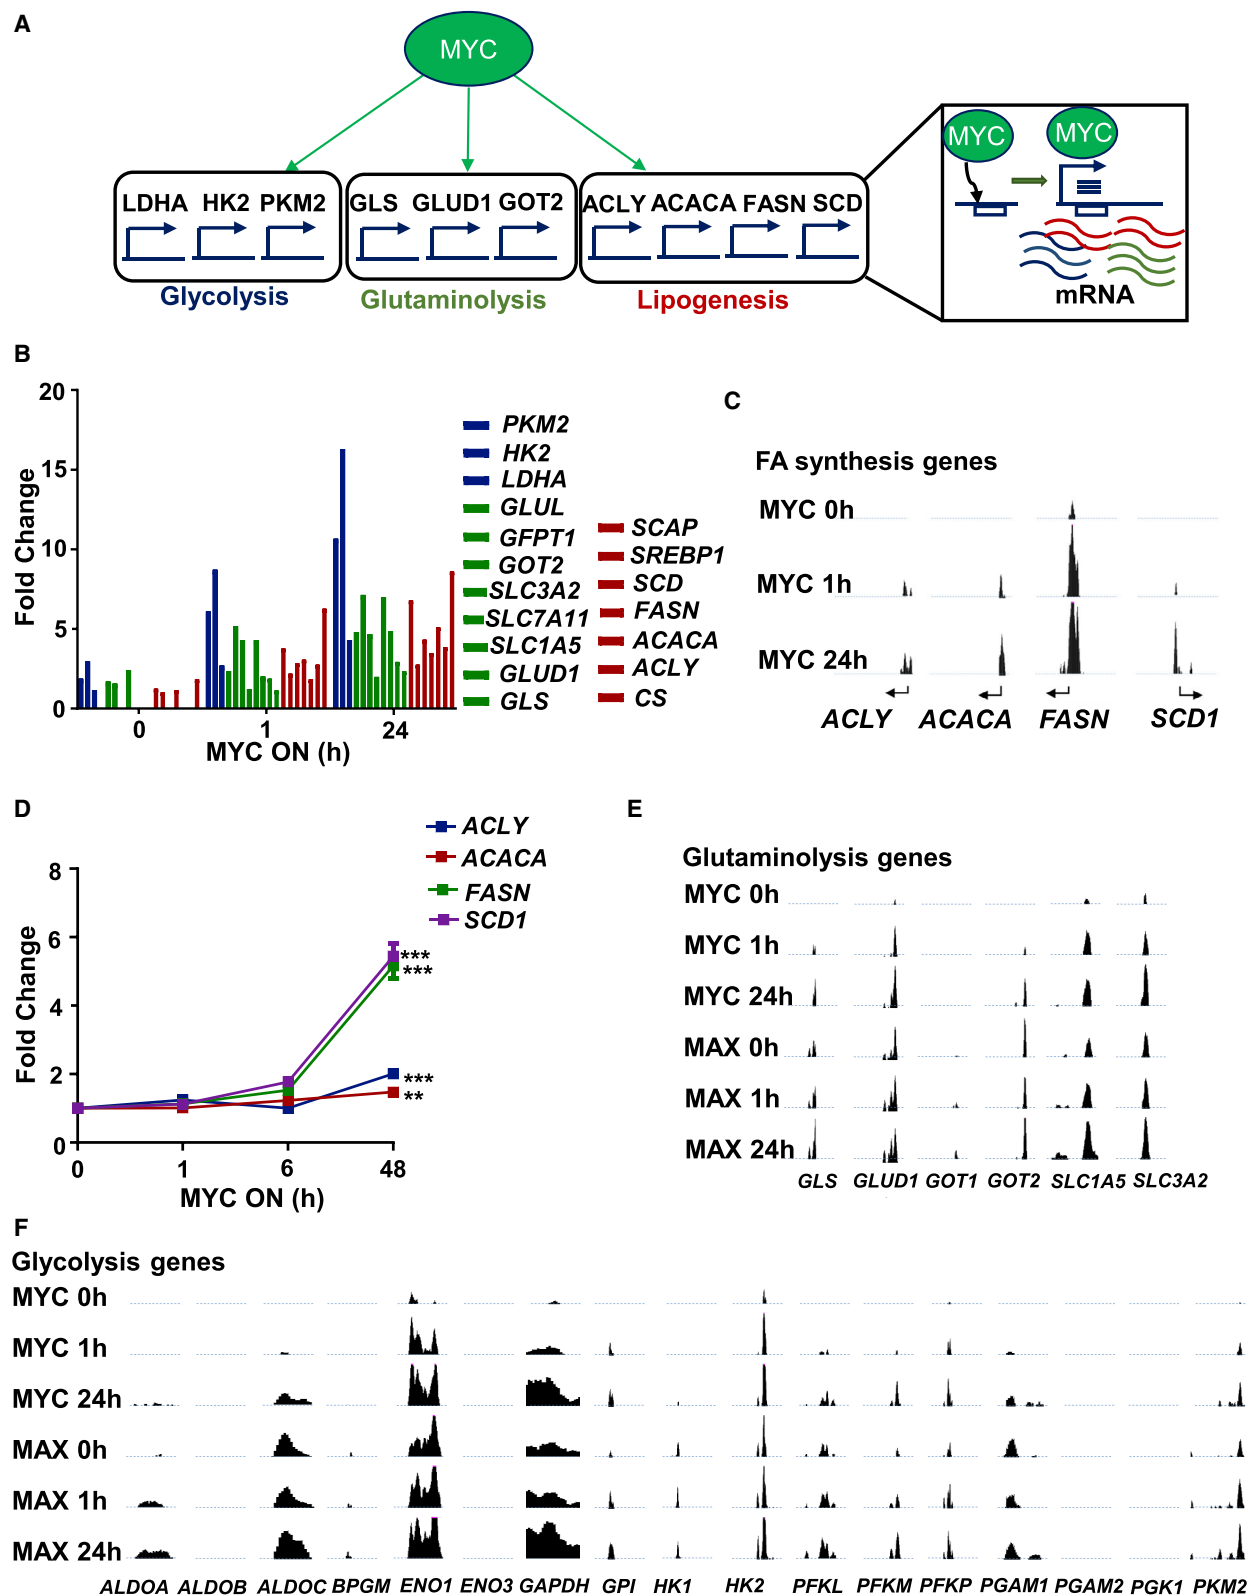 A
MYC
LDHA HK2 PKM2
GLS GLUD1 GOT2
ACLY ACACA FASN SCD
Glycolysis
Glutaminolysis
Lipogenesis
MYC
MYC
mRNA
B
Fold Change
20
15
10
5
0
0 1 24
MYC ON (h)
PKM2
HK2
LDHA
GLUL
GFPT1
GOT2
SLC3A2
SLC7A11
SLC1A5
GLUD1
GLS
SCAP
SREBP1
SCD
FASN
ACACA
ACLY
CS
C
FA synthesis genes
MYC 0h
MYC 1h
MYC 24h
ACLY ACACA FASN SCD1
D
ACLY
ACACA
FASN
SCD1
Fold Change
8
6
4
2
0
***
***
***
**
0 1 6 48
MYC ON (h)
E
Glutaminolysis genes
MYC 0h
MYC 1h
MYC 24h
MAX 0h
MAX 1h
MAX 24h
GLS GLUD1 GOT1 GOT2 SLC1A5 SLC3A2
F
Glycolysis genes
MYC 0h
MYC 1h
MYC 24h
MAX 0h
MAX 1h
MAX 24h
ALDOA ALDOB ALDOC BPGM ENO1 ENO3 GAPDH GPI HK1 HK2 PFKL PFKM PFKP PGAM1 PGAM2 PGK1 PKM2